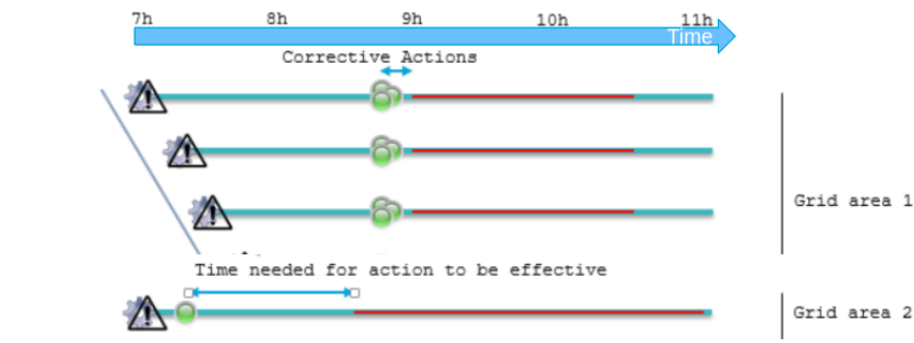 7h 8h 9h 10h 11h
Time
Corrective Actions
Grid area 1
Time needed for action to be effective
Grid area 2